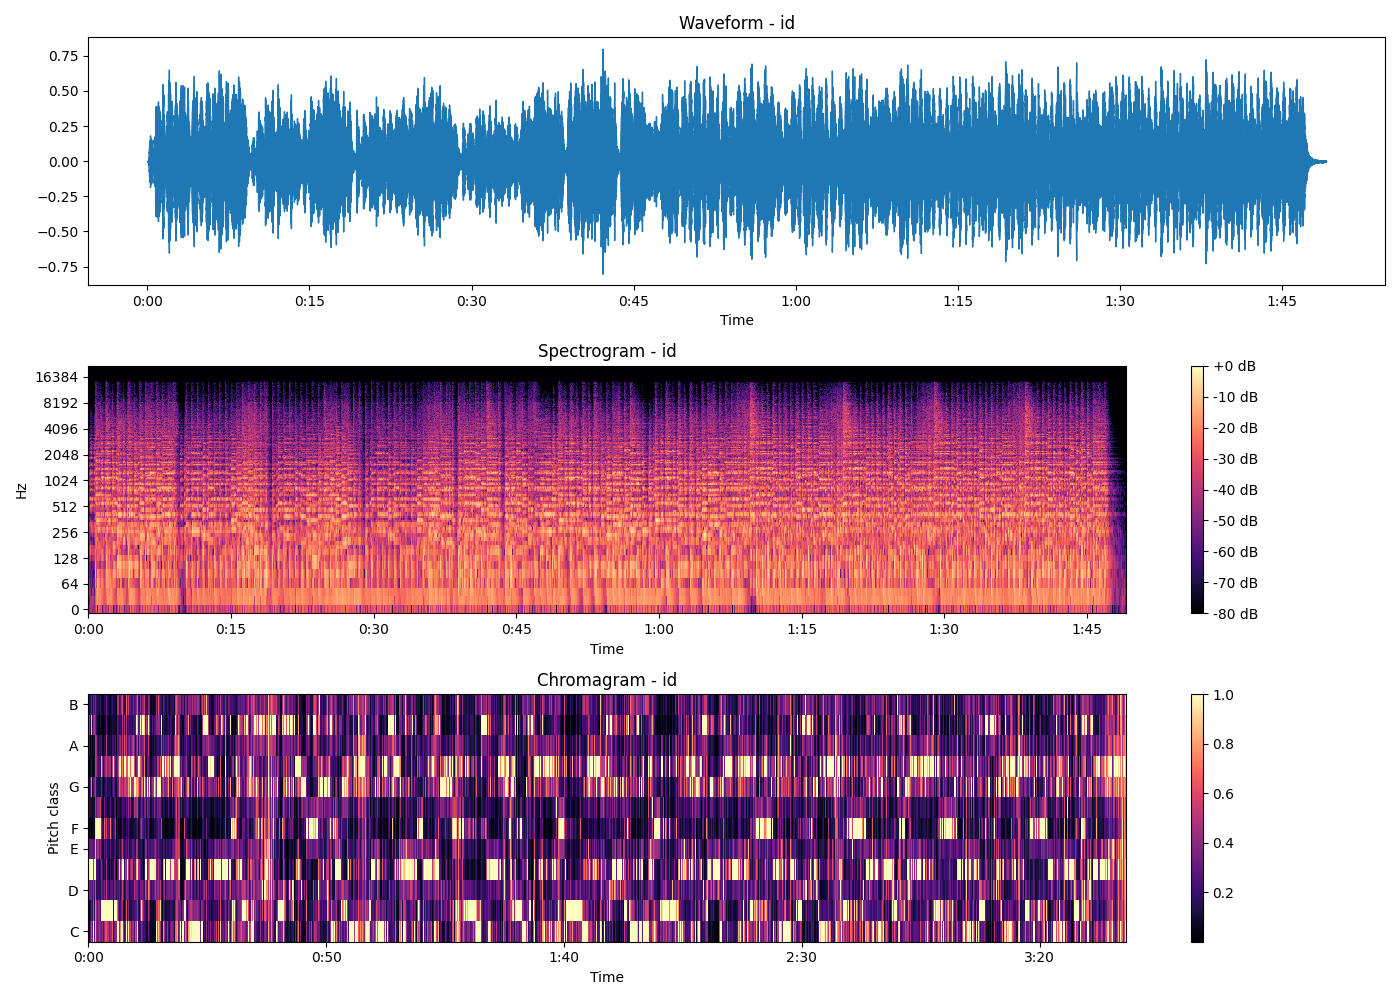 Waveform - id
0.75
0.50
0.25
0.00
−0.25
−0.50
−0.75
0:00 0:15 0:30 0:45 1:00 1:15 1:30 1:45
Time
Spectrogram - id
Hz
16384
8192
4096
2048
1024
512
256
128
64
0
0:00 0:15 0:30 0:45 1:00 1:15 1:30 1:45
Time
+0 dB
-10 dB
-20 dB
-30 dB
-40 dB
-50 dB
-60 dB
-70 dB
-80 dB
Chromagram - id
Pitch class
B
A
G
F
E
D
C
0:00 0:50 1:40 2:30 3:20
Time
1.0
0.8
0.6
0.4
0.2